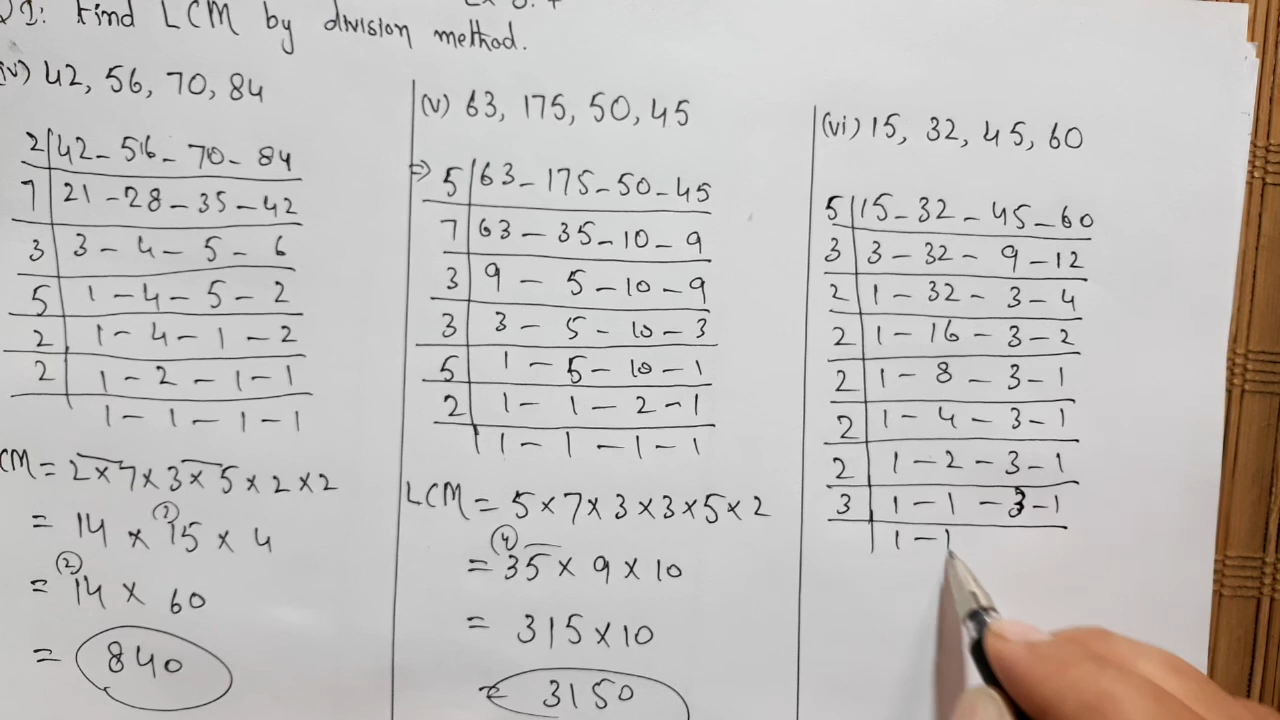 Q1: Find LCM by division method.
(iv) 42, 56, 70, 84
2 42 - 56 - 70 - 84
7 21 - 28 - 35 - 42
3 3 - 4 - 5 - 6
5 1 - 4 - 5 - 2
2 1 - 4 - 1 - 2
2 1 - 2 - 1 - 1
1 - 1 - 1 - 1
CM = 2 × 7 × 3 × 5 × 2 × 2
= 14 × 15 × 4
(2)
= 14 × 60
(2)
= 840
(v) 63, 175, 50, 45
=> 5 63 - 175 - 50 - 45
7 63 - 35 - 10 - 9
3 9 - 5 - 10 - 9
3 3 - 5 - 10 - 3
5 1 - 5 - 10 - 1
2 1 - 1 - 2 - 1
1 - 1 - 1 - 1
LCM = 5 × 7 × 3 × 3 × 5 × 2
(4)
= 35 × 9 × 10
= 315 × 10
= 3150
(vi) 15, 32, 45, 60
5 15 - 32 - 45 - 60
3 3 - 32 - 9 - 12
2 1 - 32 - 3 - 4
2 1 - 16 - 3 - 2
2 1 - 8 - 3 - 1
2 1 - 4 - 3 - 1
2 1 - 2 - 3 - 1
3 1 - 1 - 3 - 1
1 - 1